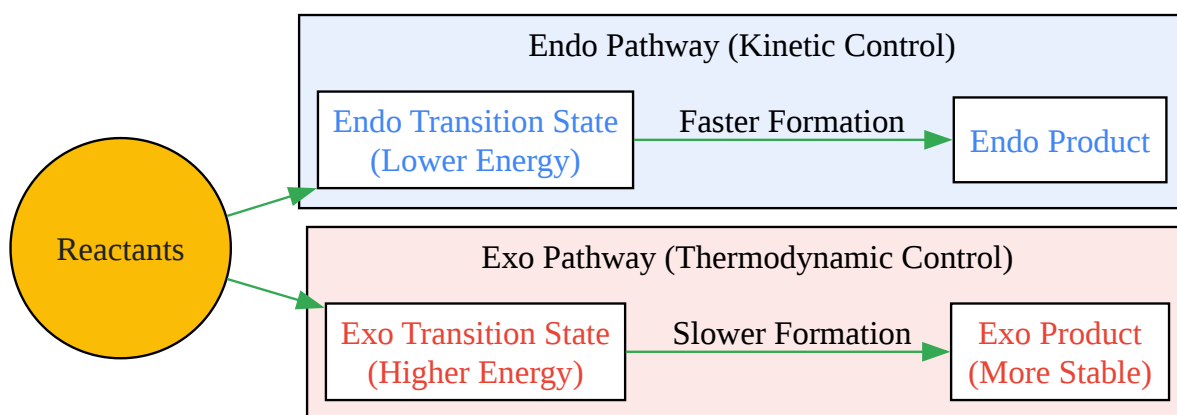 Endo Pathway (Kinetic Control)
Endo Transition State
(Lower Energy)
Faster Formation
Endo Product
Reactants
Exo Pathway (Thermodynamic Control)
Exo Transition State
(Higher Energy)
Slower Formation
Exo Product
(More Stable)